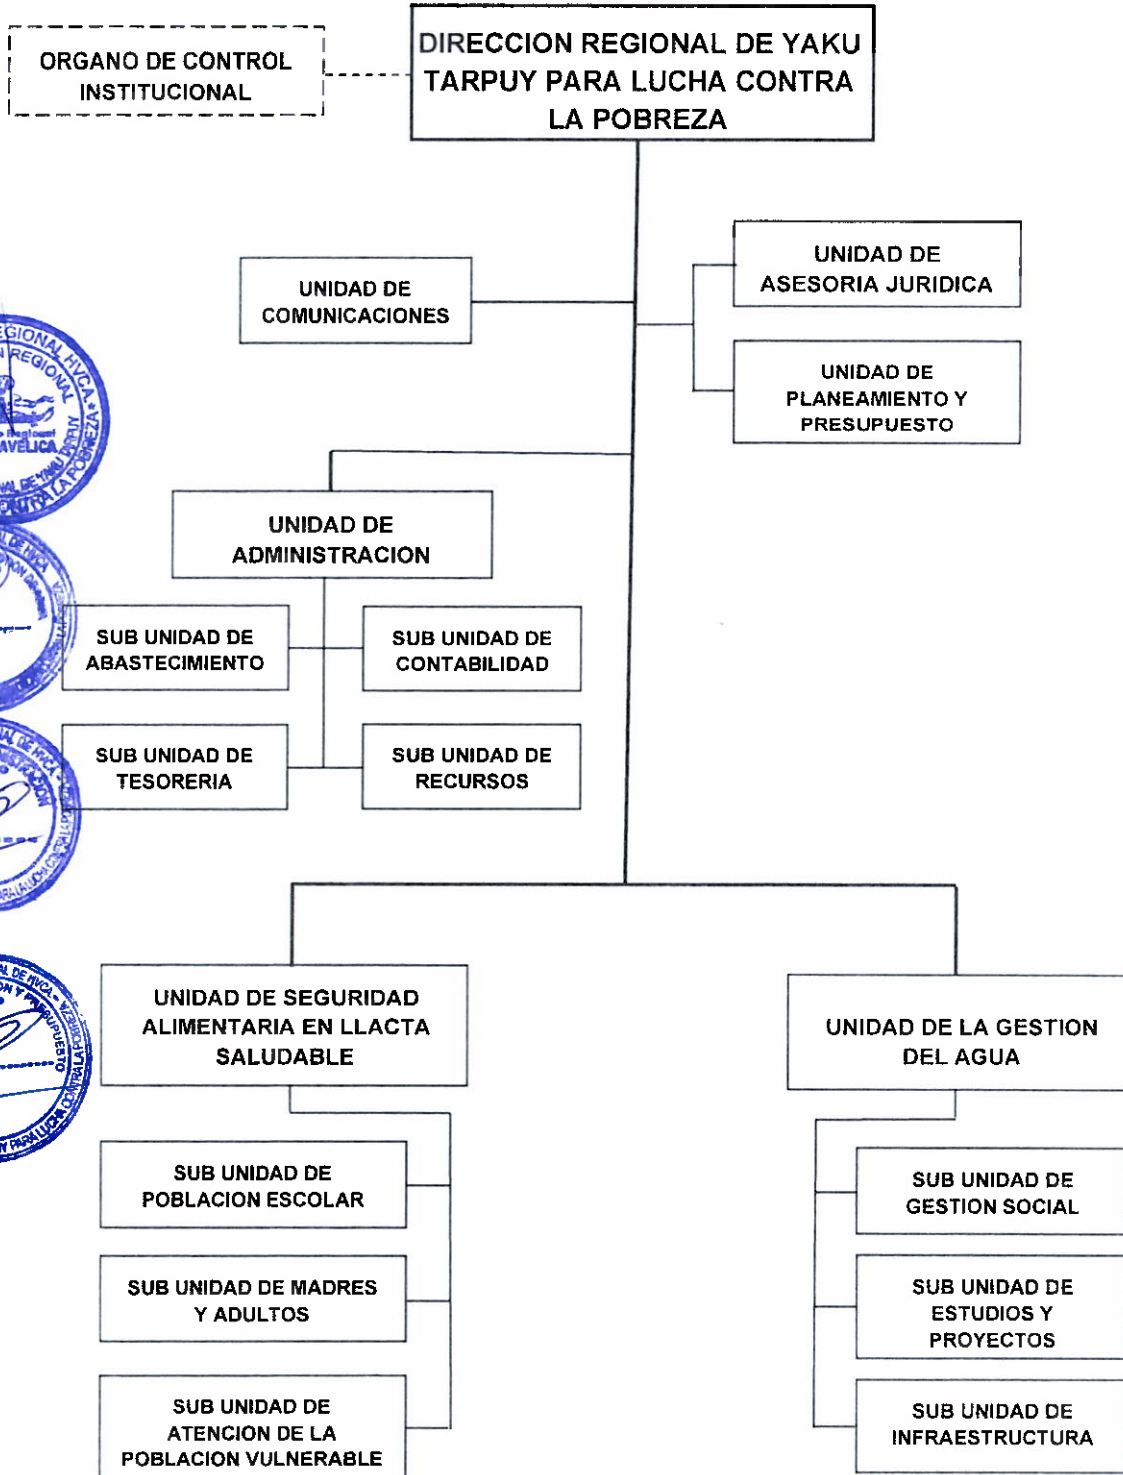 ORGANO DE CONTROL
INSTITUCIONAL
DIRECCION REGIONAL DE YAKU
TARPUY PARA LUCHA CONTRA
LA POBREZA
UNIDAD DE
COMUNICACIONES
UNIDAD DE
ASESORIA JURIDICA
UNIDAD DE
PLANEAMIENTO Y
PRESUPUESTO
UNIDAD DE
ADMINISTRACION
SUB UNIDAD DE
ABASTECIMIENTO
SUB UNIDAD DE
CONTABILIDAD
SUB UNIDAD DE
TESORERIA
SUB UNIDAD DE
RECURSOS
UNIDAD DE SEGURIDAD
ALIMENTARIA EN LLACTA
SALUDABLE
UNIDAD DE LA GESTION
DEL AGUA
SUB UNIDAD DE
POBLACION ESCOLAR
SUB UNIDAD DE MADRES
Y ADULTOS
SUB UNIDAD DE
ATENCION DE LA
POBLACION VULNERABLE
SUB UNIDAD DE
GESTION SOCIAL
SUB UNIDAD DE
ESTUDIOS Y
PROYECTOS
SUB UNIDAD DE
INFRAESTRUCTURA